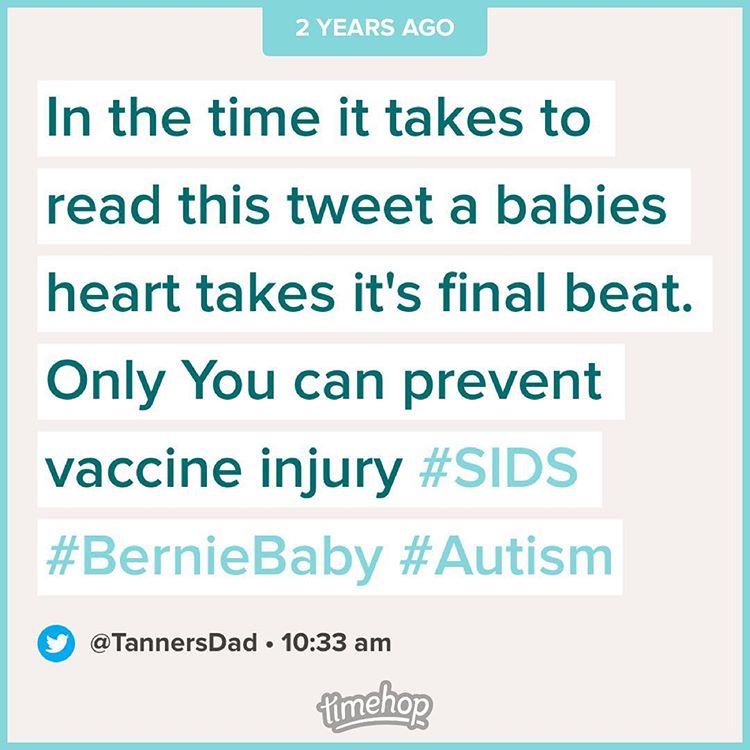 2 YEARS AGO
In the time it takes to
read this tweet a babies
heart takes it's final beat.
Only You can prevent
vaccine injury #SIDS
#BernieBaby #Autism
@TannersDad • 10:33 am
timehop